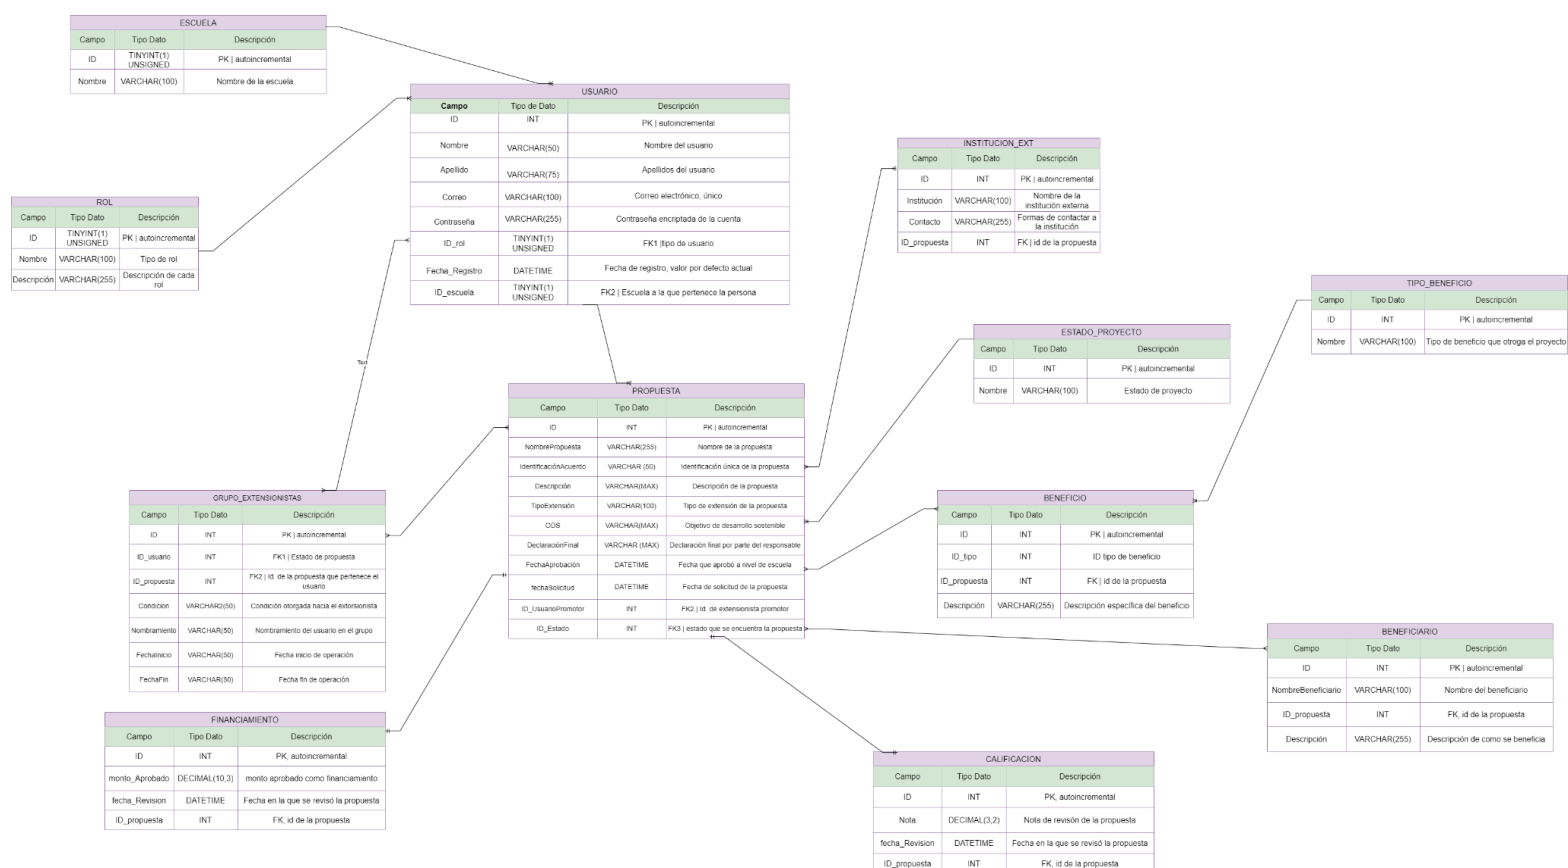 ESCUELA
Campo Tipo Dato Descripción
ID TINYINT(1) UNSIGNED PK | autoincremental
Nombre VARCHAR(100) Nombre de la escuela
USUARIO
Campo Tipo de Dato Descripción
ID INT PK | autoincremental
Nombre VARCHAR(50) Nombre del usuario
Apellido VARCHAR(75) Apellidos del usuario
Correo VARCHAR(100) Correo electrónico, único
Contraseña VARCHAR(255) Contraseña encriptada de la cuenta
ID_rol TINYINT(1) UNSIGNED FK1 |tipo de usuario
Fecha_Registro DATETIME Fecha de registro, valor por defecto actual
ID_escuela TINYINT(1) UNSIGNED FK2 | Escuela a la que pertenece la persona
INSTITUCION_EXT
Campo Tipo Dato Descripción
ID INT PK | autoincremental
Institución VARCHAR(100) Nombre de la institución externa
Contacto VARCHAR(255) Formas de contactar a la institución
ID_propuesta INT FK | id de la propuesta
ROL
Campo Tipo Dato Descripción
ID TINYINT(1) UNSIGNED PK | autoincremental
Nombre VARCHAR(100) Tipo de rol
Descripción VARCHAR(255) Descripción de cada rol
TIPO_BENEFICIO
Campo Tipo Dato Descripción
ID INT PK | autoincremental
Nombre VARCHAR(100) Tipo de beneficio que otroga el proyecto
ESTADO_PROYECTO
Campo Tipo Dato Descripción
ID INT PK | autoincremental
Nombre VARCHAR(100) Estado de proyecto
Text
PROPUESTA
Campo Tipo Dato Descripción
ID INT PK | autoincremental
NombrePropuesta VARCHAR(255) Nombre de la propuesta
IdentificaciónAcuerdo VARCHAR (50) Identificación única de la propuesta
Descripción VARCHAR(MAX) Descripción de la propuesta
TipoExtensión VARCHAR(100) Tipo de extensión de la propuesta
ODS VARCHAR(MAX) Objetivo de desarrollo sostenible
DeclaraciónFinal VARCHAR (MAX) Declaración final por parte del responsable
FechaAprobación DATETIME Fecha que aprobó a nivel de escuela
fechaSolicitud DATETIME Fecha de solicitud de la propuesta
ID_UsuarioPromotor INT FK2 | Id. de extensionista promotor
ID_Estado INT FK3 | estado que se encuentra la propuesta
GRUPO_EXTENSIONISTAS
Campo Tipo Dato Descripción
ID INT PK | autoincremental
ID_usuario INT FK1 | Estado de propuesta
ID_propuesta INT FK2 | Id. de la propuesta que pertenece el usuario
Condicion VARCHAR2(50) Condición otorgada hacia el extorsionista
Nombramiento VARCHAR(50) Nombramiento del usuario en el grupo
FechaInicio VARCHAR(50) Fecha inicio de operación
FechaFin VARCHAR(50) Fecha fin de operación
BENEFICIO
Campo Tipo Dato Descripción
ID INT PK | autoincremental
ID_tipo INT ID tipo de beneficio
ID_propuesta INT FK | id de la propuesta
Descripción VARCHAR(255) Descripción específica del beneficio
BENEFICIARIO
Campo Tipo Dato Descripción
ID INT PK | autoincremental
NombreBeneficiario VARCHAR(100) Nombre del beneficiario
ID_propuesta INT FK, id de la propuesta
Descripción VARCHAR(255) Descripción de como se beneficia
FINANCIAMIENTO
Campo Tipo Dato Descripción
ID INT PK, autoincremental
monto_Aprobado DECIMAL(10,3) monto aprobado como financiamiento
fecha_Revision DATETIME Fecha en la que se revisó la propuesta
ID_propuesta INT FK, id de la propuesta
CALIFICACION
Campo Tipo Dato Descripción
ID INT PK, autoincremental
Nota DECIMAL(3,2) Nota de revisón de la propuesta
fecha_Revision DATETIME Fecha en la que se revisó la propuesta
ID_propuesta INT FK, id de la propuesta